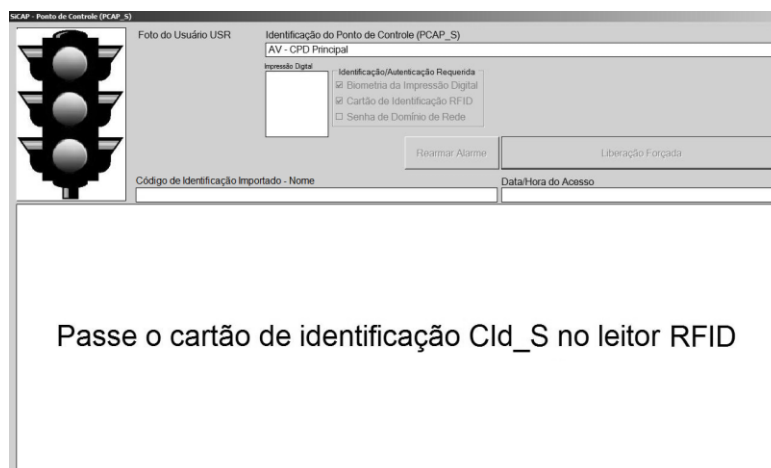 SiCAP - Ponto de Controle (PCAP_S)
Foto do Usuário USR
Identificação do Ponto de Controle (PCAP_S)
AV - CPD Principal
Impressão Digital
Identificação/Autenticação Requerida
Biometria da Impressão Digital
Cartão de Identificação RFID
Senha de Domínio de Rede
Rearmar Alarme
Liberação Forçada
Código de Identificação Importado - Nome
Data/Hora do Acesso
Passe o cartão de identificação CId_S no leitor RFID